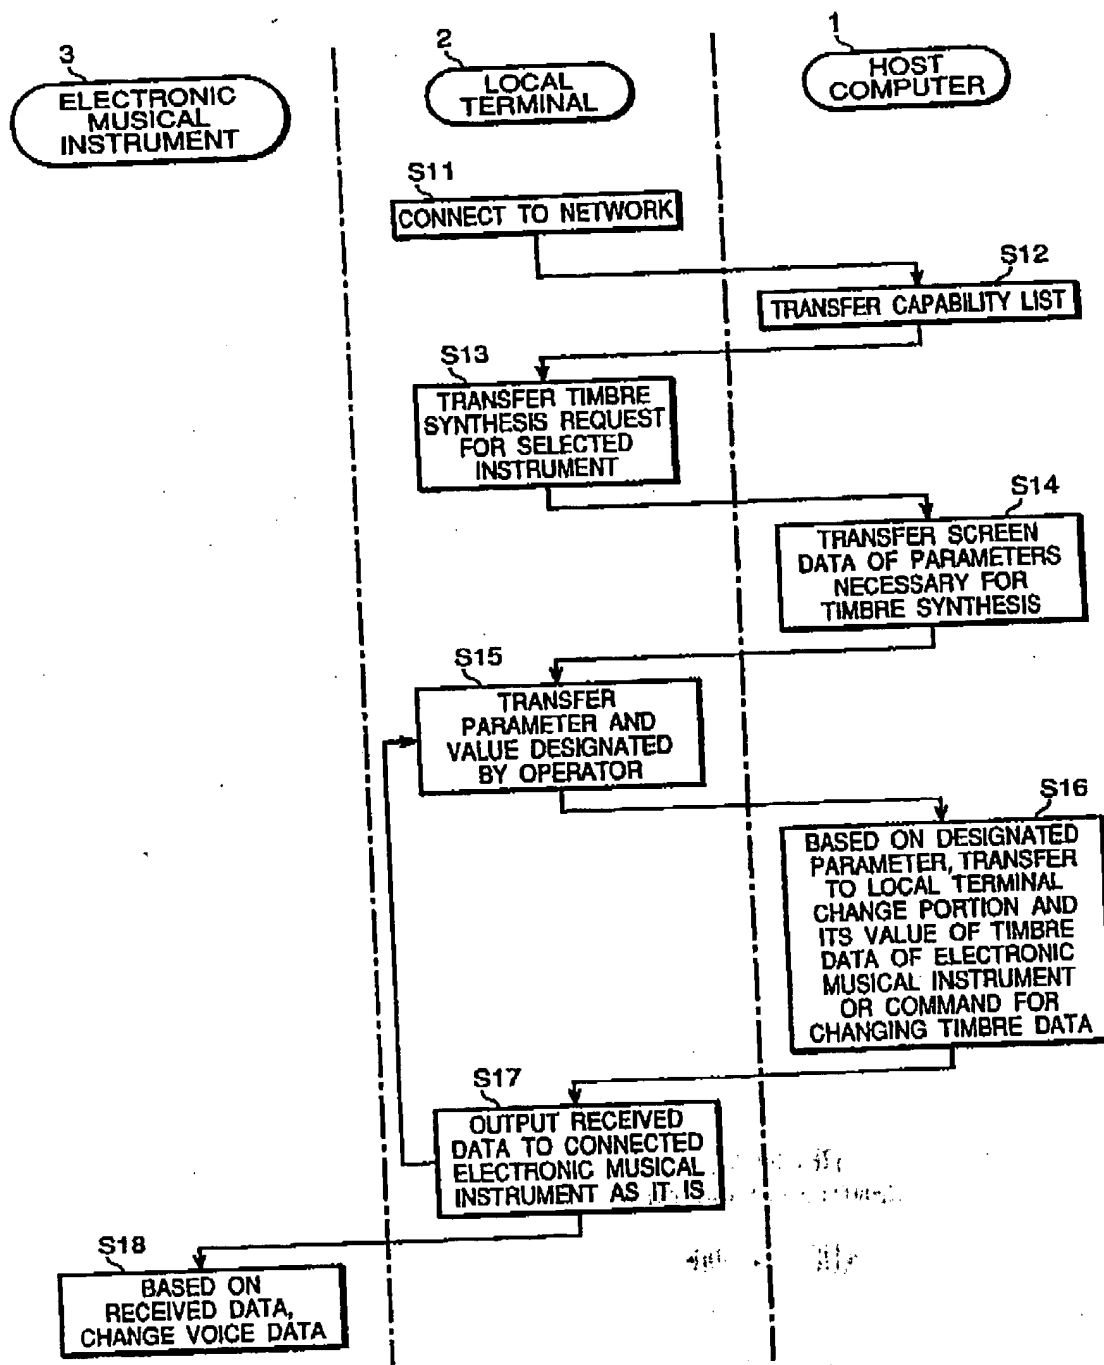 3
ELECTRONIC
MUSICAL
INSTRUMENT
2
LOCAL
TERMINAL
1
HOST
COMPUTER
S11
CONNECT TO NETWORK
S12
TRANSFER CAPABILITY LIST
S13
TRANSFER TIMBRE
SYNTHESIS REQUEST
FOR SELECTED
INSTRUMENT
S14
TRANSFER SCREEN
DATA OF PARAMETERS
NECESSARY FOR
TIMBRE SYNTHESIS
S15
TRANSFER
PARAMETER AND
VALUE DESIGNATED
BY OPERATOR
S16
BASED ON DESIGNATED
PARAMETER, TRANSFER
TO LOCAL TERMINAL
CHANGE PORTION AND
ITS VALUE OF TIMBRE
DATA OF ELECTRONIC
MUSICAL INSTRUMENT
OR COMMAND FOR
CHANGING TIMBRE DATA
S17
OUTPUT RECEIVED
DATA TO CONNECTED
ELECTRONIC MUSICAL
INSTRUMENT AS IT IS
S18
BASED ON
RECEIVED DATA,
CHANGE VOICE DATA